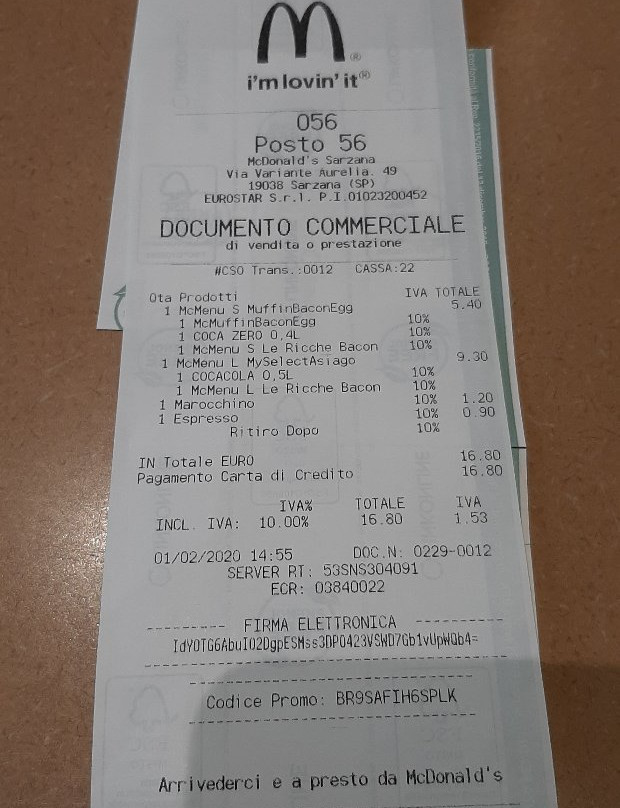 i'm lovin' it®
056
Posto 56
McDonald's Sarzana
Via Variante Aurelia. 49
19038 Sarzana (SP)
EUROSTAR S.r.l. P.I.01023200452
DOCUMENTO COMMERCIALE
di vendita o prestazione
#CSO Trans.:0012 CASSA:22
Qta Prodotti IVA TOTALE
1 McMenu S MuffinBaconEgg 5.40
1 McMuffinBaconEgg 10%
1 COCA ZERO 0,4L 10%
1 McMenu S Le Ricche Bacon 10%
1 McMenu L MySelectAsiago 9.30
1 COCACOLA 0,5L 10%
1 McMenu L Le Ricche Bacon 10%
1 Marocchino 10% 1.20
1 Espresso 10% 0.90
Ritiro Dopo 10%
IN Totale EURO 16.80
Pagamento Carta di Credito 16.80
IVA% TOTALE IVA
INCL. IVA: 10.00% 16.80 1.53
01/02/2020 14:55 DOC.N: 0229-0012
SERVER RT: 53SNS304091
ECR: 03840022
FIRMA ELETTRONICA
IdY0TG6AbuI02DgpESMss3DP0423VSWD7Gb1vUpWQb4=
Codice Promo: BR9SAFIH6SPLK
Arrivederci e a presto da McDonald's